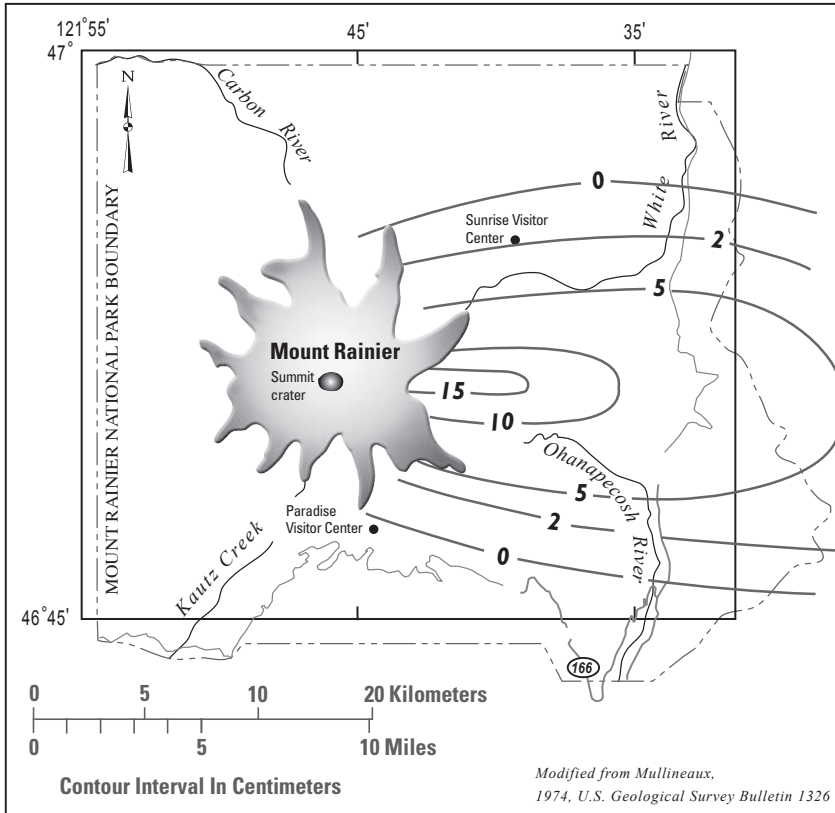 121˚55'
45'
35'
47˚
N
Carbon River
White River
0
Sunrise Visitor
Center
2
5
MOUNT RAINIER NATIONAL PARK BOUNDARY
Mount Rainier
Summit
crater
15
10
Ohanapecosh River
5
2
0
Paradise
Visitor Center
Kautz Creek
46˚45'
166
0 5 10 20 Kilometers
0 5 10 Miles
Contour Interval In Centimeters
Modified from Mullineaux,
1974, U.S. Geological Survey Bulletin 1326